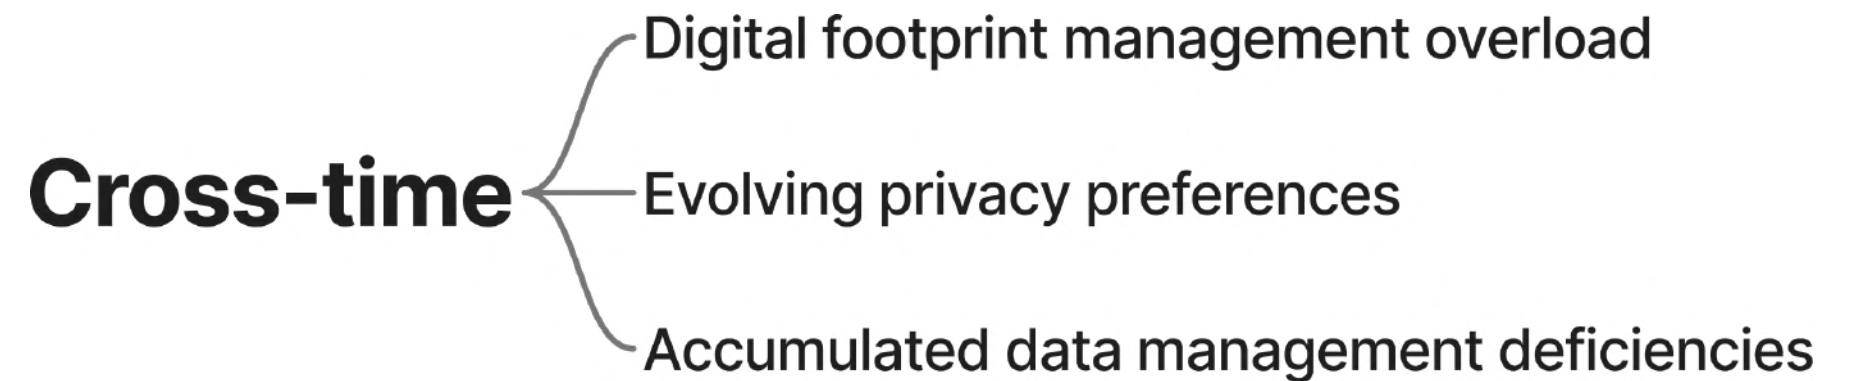 Digital footprint management overload
Cross-time
Evolving privacy preferences
Accumulated data management deficiencies